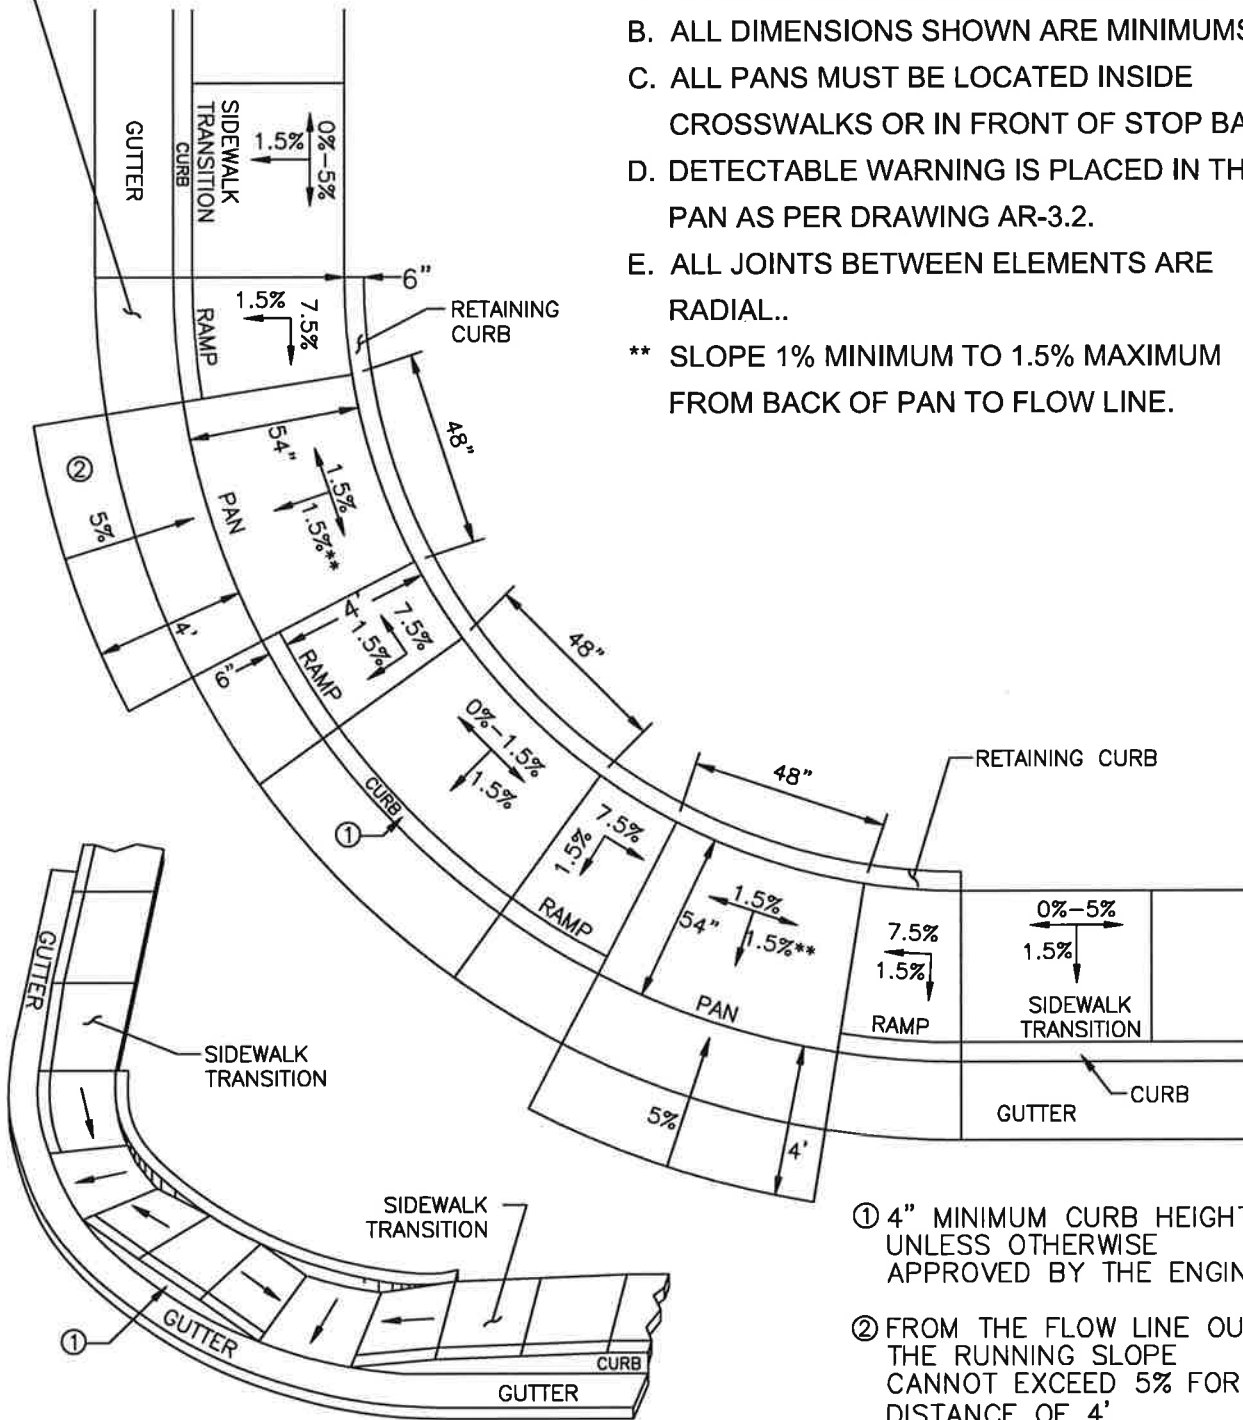 B. ALL DIMENSIONS SHOWN ARE MINIMUMS
C. ALL PANS MUST BE LOCATED INSIDE
CROSSWALKS OR IN FRONT OF STOP BA
D. DETECTABLE WARNING IS PLACED IN TH
PAN AS PER DRAWING AR-3.2.
E. ALL JOINTS BETWEEN ELEMENTS ARE
RADIAL..
** SLOPE 1% MINIMUM TO 1.5% MAXIMUM
FROM BACK OF PAN TO FLOW LINE.
GUTTER
CURB
SIDEWALK
TRANSITION
1.5%
0%-5%
6"
RETAINING
CURB
1.5%
7.5%
RAMP
48"
54"
② 5%
PAN
1.5%
1.5%**
4'
6"
4'
7.5%
1.5%
RAMP
48"
0%-1.5%
1.5%
CURB
①
7.5%
1.5%
RAMP
48"
RETAINING CURB
54"
1.5%
1.5%**
PAN
5%
4'
7.5%
1.5%
RAMP
0%-5%
1.5%
SIDEWALK
TRANSITION
CURB
GUTTER
GUTTER
SIDEWALK
TRANSITION
SIDEWALK
TRANSITION
①
GUTTER
CURB
GUTTER
① 4" MINIMUM CURB HEIGHT
UNLESS OTHERWISE
APPROVED BY THE ENGIN
② FROM THE FLOW LINE OU
THE RUNNING SLOPE
CANNOT EXCEED 5% FOR
DISTANCE OF 4'